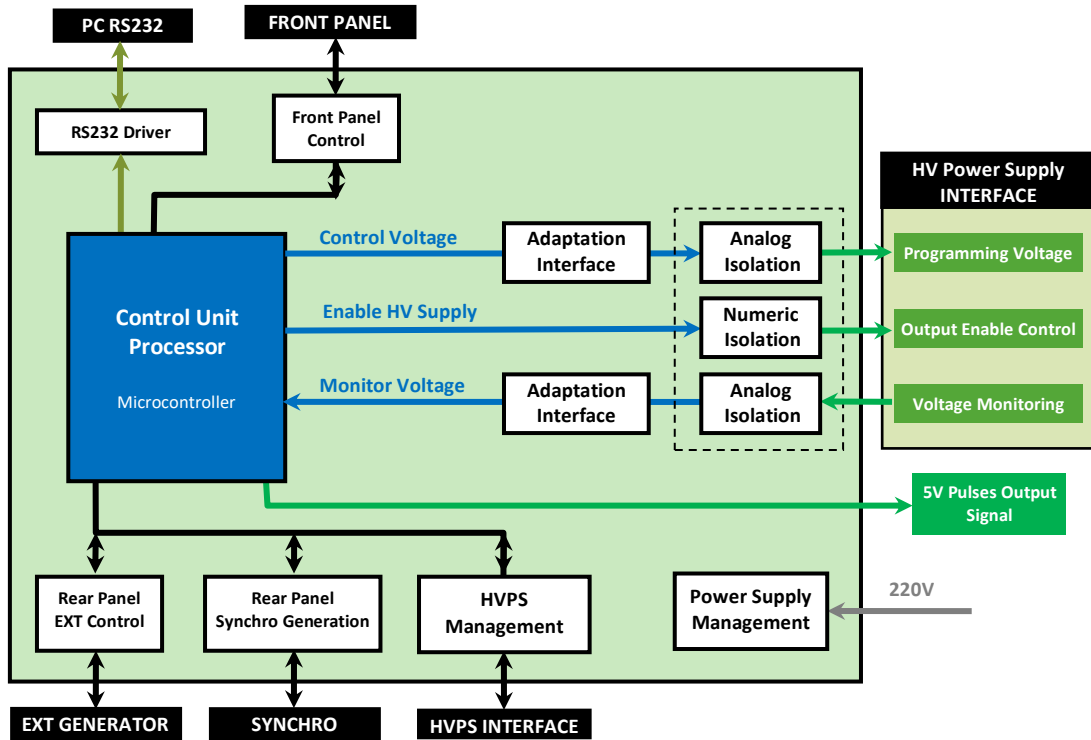 PC RS232
FRONT PANEL
RS232 Driver
Front Panel
Control
HV Power Supply
INTERFACE
Control Voltage
Adaptation
Interface
Analog
Isolation
Programming Voltage
Control Unit
Processor
Microcontroller
Enable HV Supply
Numeric
Isolation
Output Enable Control
Monitor Voltage
Adaptation
Interface
Analog
Isolation
Voltage Monitoring
5V Pulses Output
Signal
Rear Panel
EXT Control
Rear Panel
Synchro Generation
HVPS
Management
Power Supply
Management
220V
EXT GENERATOR
SYNCHRO
HVPS INTERFACE